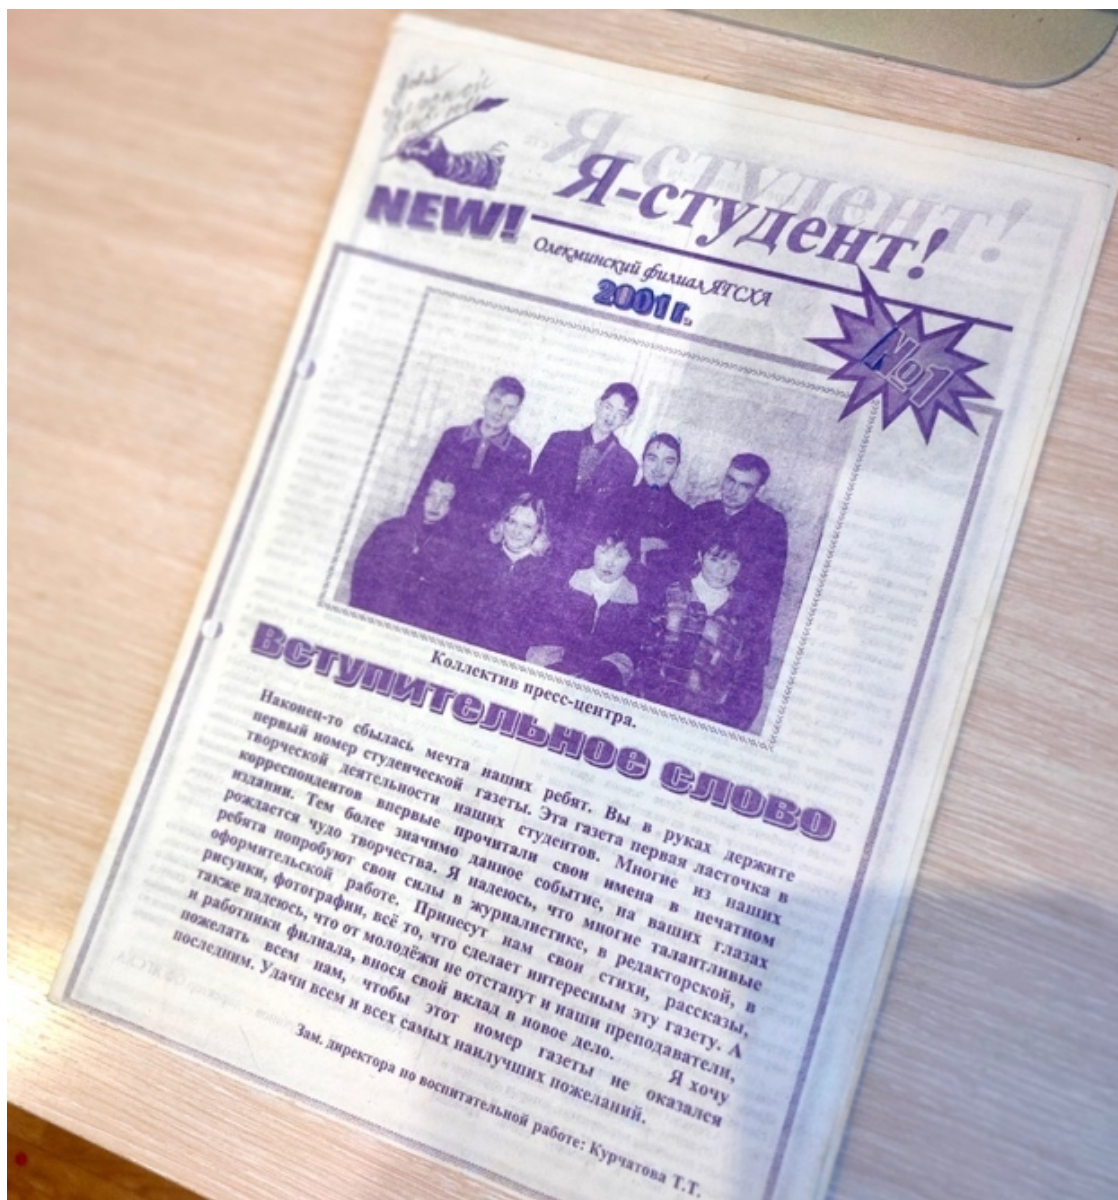 NEW!
Я-студент!
Олекминский филиал ЯГСХА
2001 г.
№1
Коллектив пресс-центра.
Вступительное слово
Наконец-то сбылась мечта наших ребят. Вы в руках держите
первый номер студенческой газеты. Эта газета первая ласточка в
творческой деятельности наших студентов. Многие из наших
корреспондентов впервые прочитали свои имена в печатном
издании. Тем более значимо данное событие, на ваших глазах
рождается чудо творчества. Я надеюсь, что многие талантливые
ребята попробуют свои силы в журналистике, в редакторской, в
оформительской работе. Принесут нам свои стихи, рассказы,
рисунки, фотографии, всё то, что сделает интересным эту газету. А
также надеюсь, что от молодёжи не отстанут и наши преподаватели,
и работники филиала, внося свой вклад в новое дело. Я хочу
пожелать всем нам, чтобы этот номер газеты не оказался
последним. Удачи всем и всех самых наилучших пожеланий.
Зам. директора по воспитательной работе: Курчатова Т.Т.